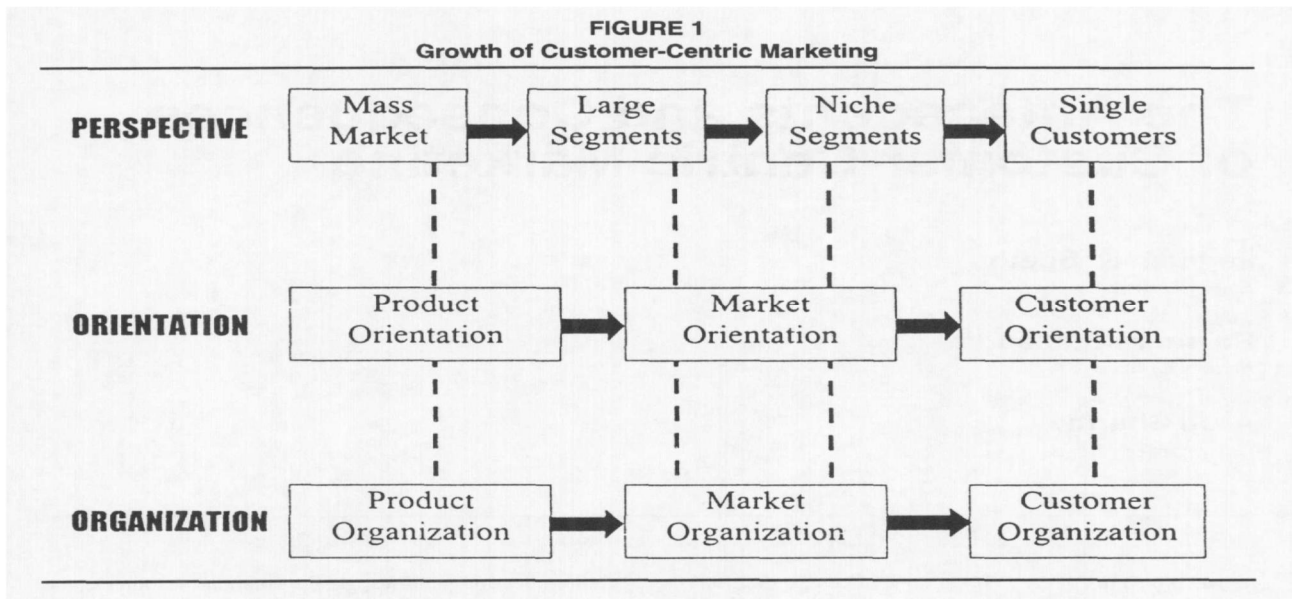 FIGURE 1
Growth of Customer-Centric Marketing
PERSPECTIVE
Mass
Market
Large
Segments
Niche
Segments
Single
Customers
ORIENTATION
Product
Orientation
Market
Orientation
Customer
Orientation
ORGANIZATION
Product
Organization
Market
Organization
Customer
Organization